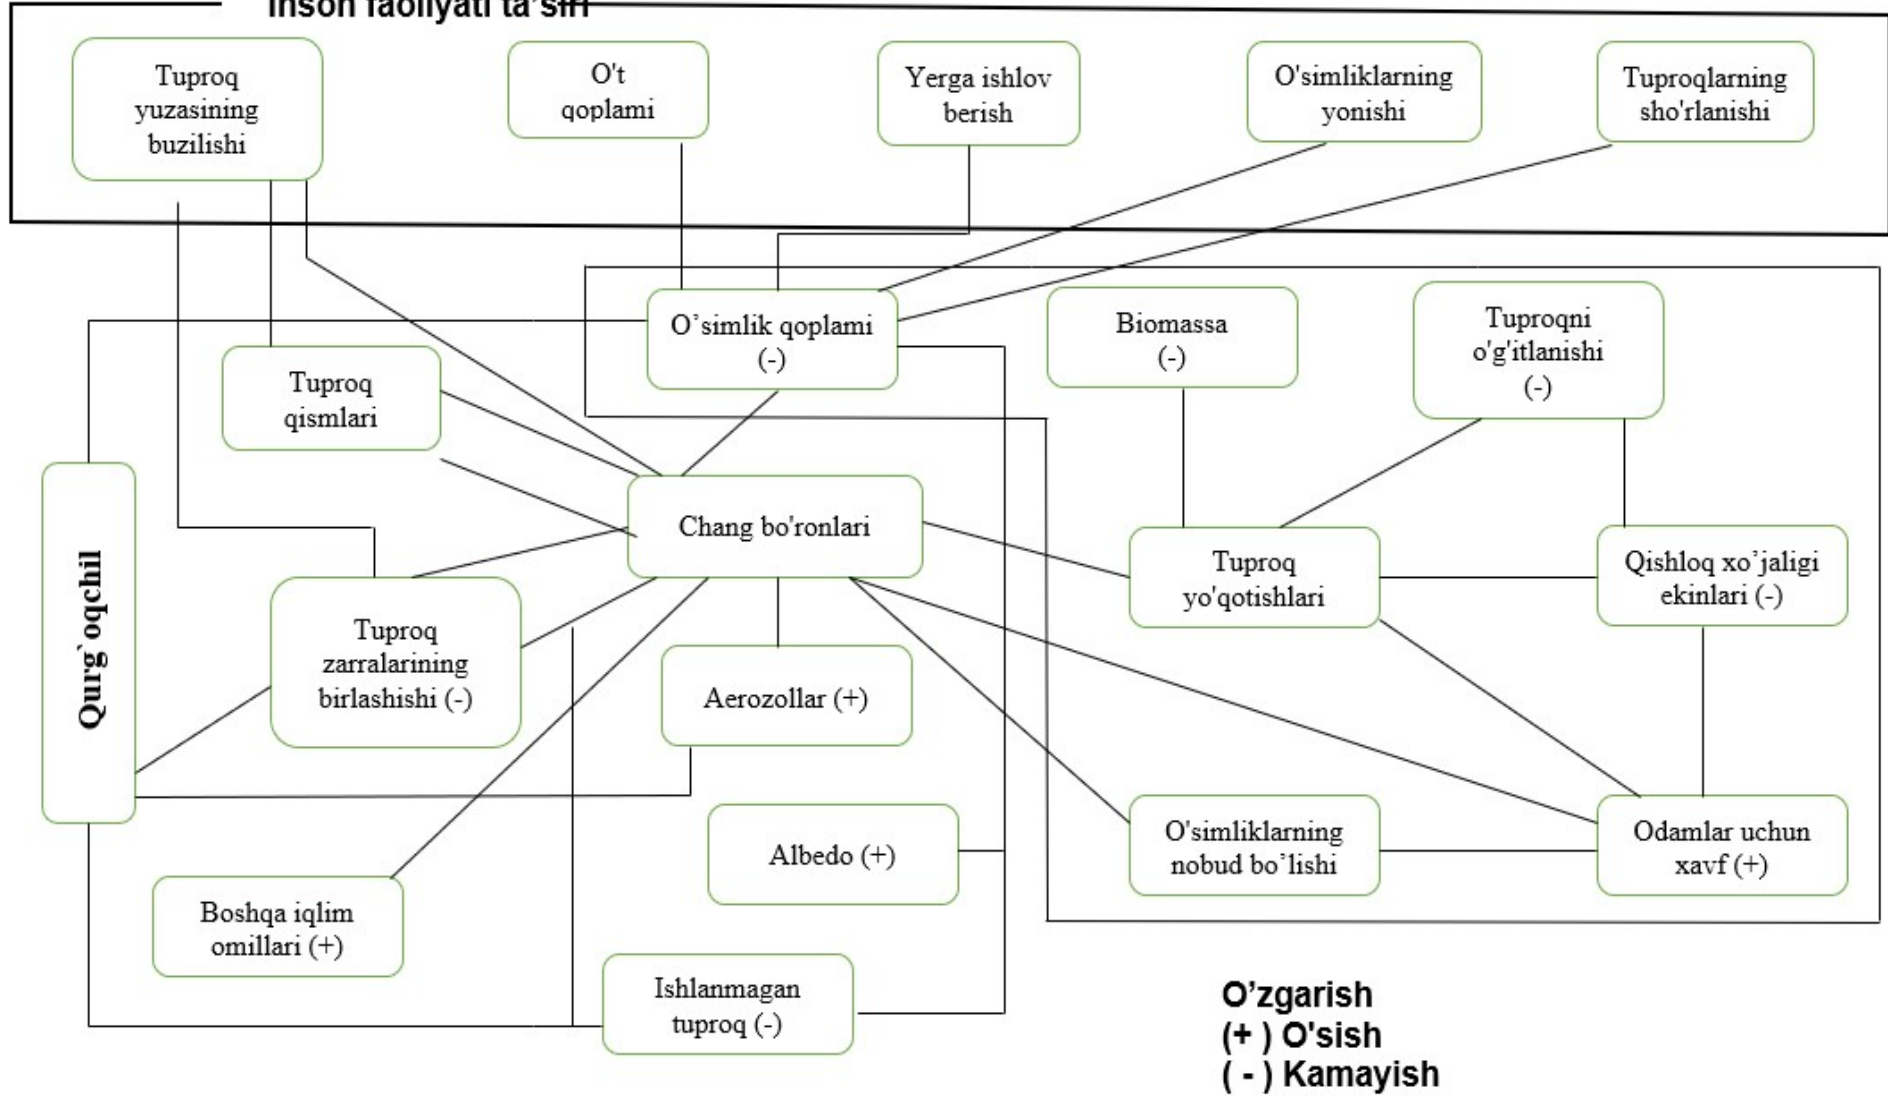 Inson faoliyati ta'siri
Tuproq
yuzasining
buzilishi
O't
qoplami
Yerga ishlov
berish
O'simliklarning
yonishi
Tuproqlarning
sho'rlanishi
O’simlik qoplami
(-)
Biomassa
(-)
Tuproqni
o'g'itlanishi
(-)
Tuproq
qismlari
Qurg`oqchil
Chang bo'ronlari
Tuproq
yo'qotishlari
Qishloq xo’jaligi
ekinlari (-)
Tuproq
zarralarining
birlashishi (-)
Aerozollar (+)
Albedo (+)
O'simliklarning
nobud bo’lishi
Odamlar uchun
xavf (+)
Boshqa iqlim
omillari (+)
Ishlanmagan
tuproq (-)
O’zgarish
(+ ) O'sish
( - ) Kamayish